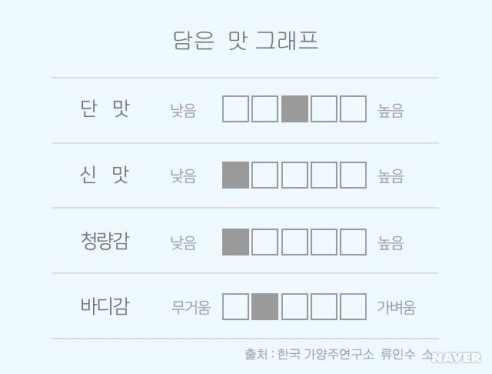 담은 맛 그래프
단 맛 낮음 높음
신 맛 낮음 높음
청량감 낮음 높음
바디감 무거움 가벼움
출처 : 한국 가양주연구소 류인수 소
NAVER